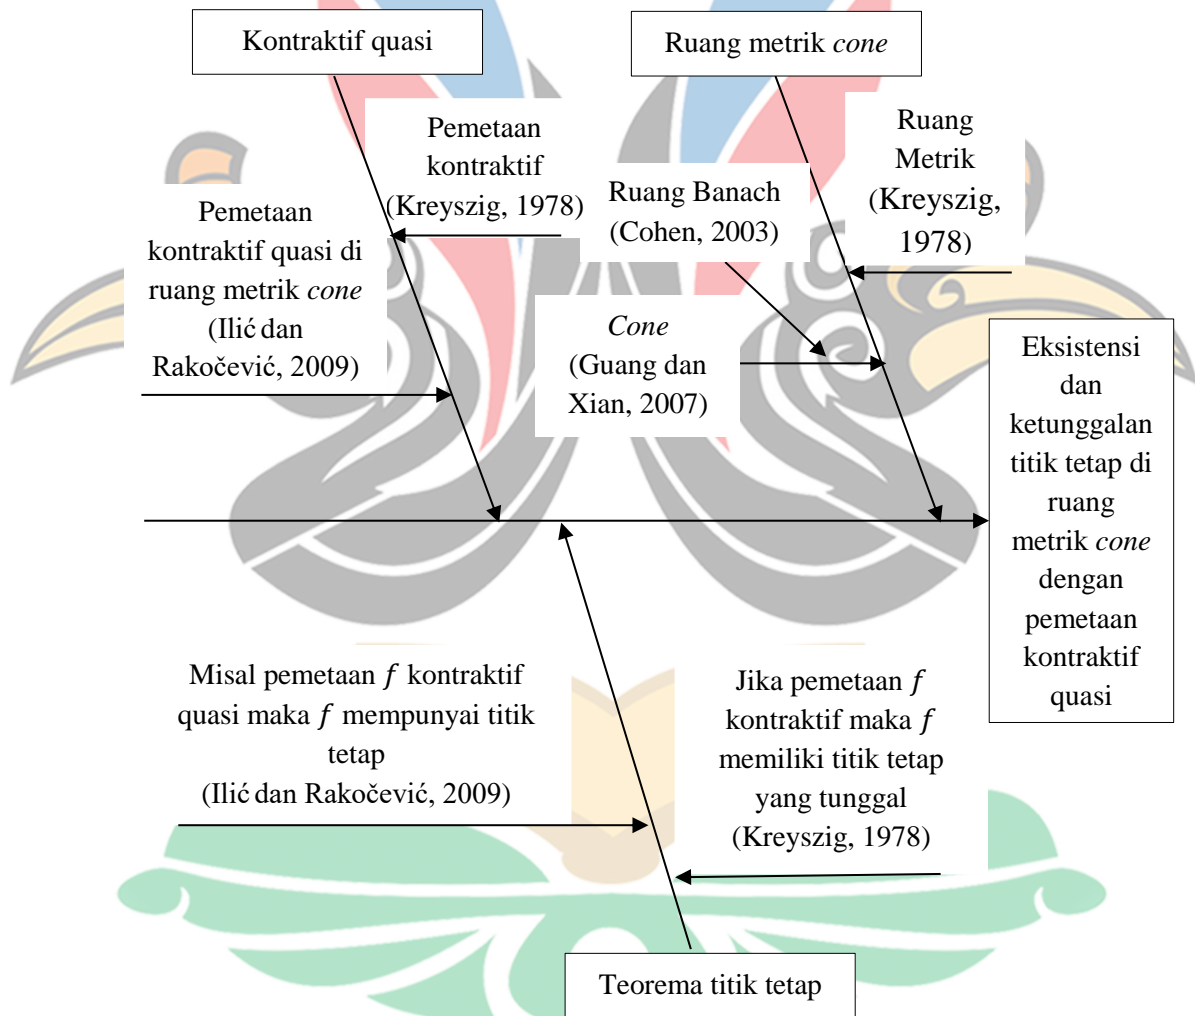 Kontraktif quasi
Ruang metrik cone
Pemetaan
kontraktif
(Kreyszig, 1978)
Ruang
Metrik
(Kreyszig,
1978)
Ruang Banach
(Cohen, 2003)
Pemetaan
kontraktif quasi di
ruang metrik cone
(Ilić dan
Rakočević, 2009)
Cone
(Guang dan
Xian, 2007)
Eksistensi
dan
ketunggalan
titik tetap di
ruang
metrik cone
dengan
pemetaan
kontraktif
quasi
Misal pemetaan 𝑓 kontraktif
quasi maka 𝑓 mempunyai titik
tetap
(Ilić dan Rakočević, 2009)
Jika pemetaan 𝑓
kontraktif maka 𝑓
memiliki titik tetap
yang tunggal
(Kreyszig, 1978)
Teorema titik tetap